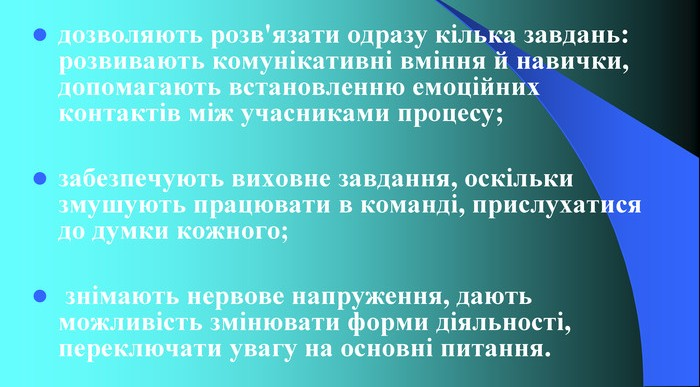 дозволяють розв'язати одразу кілька завдань:
розвивають комунікативні вміння й навички,
допомагають встановленню емоційних
контактів між учасниками процесу;
забезпечують виховне завдання, оскільки
змушують працювати в команді, прислухатися
до думки кожного;
знімають нервове напруження, дають
можливість змінювати форми діяльності,
переключати увагу на основні питання.